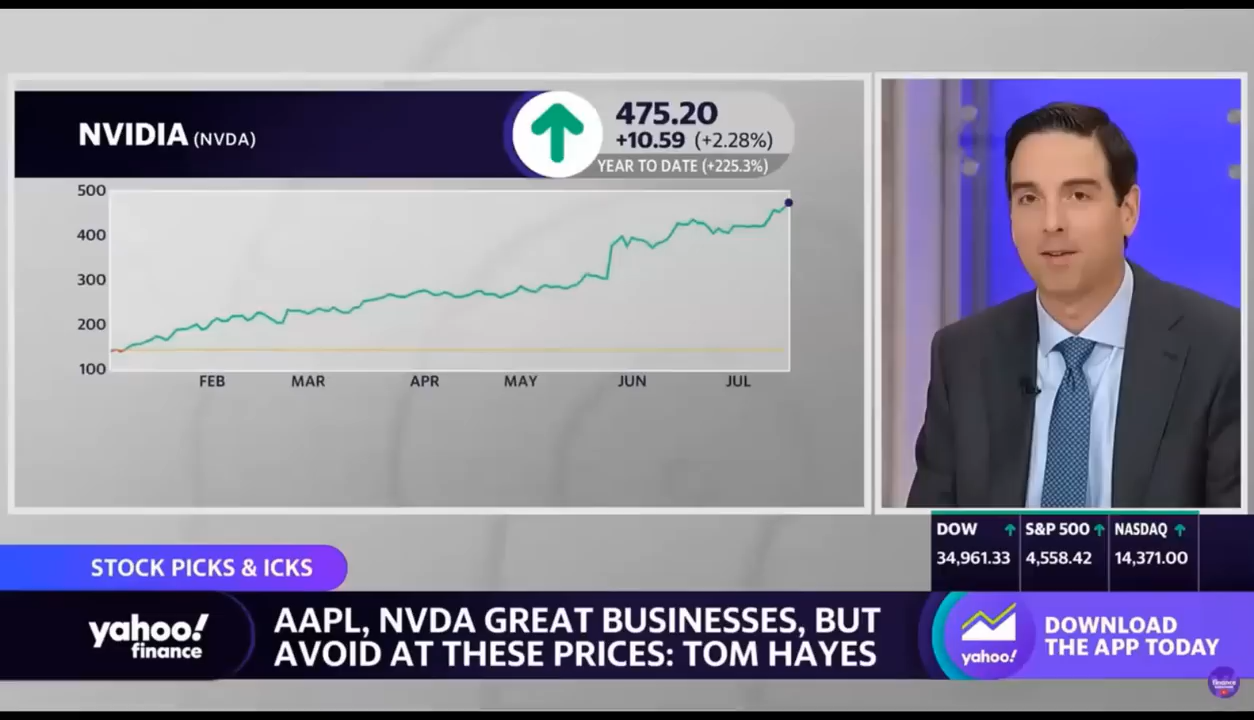 NVIDIA (NVDA)
475.20
+10.59 (+2.28%)
YEAR TO DATE (+225.3%)
500
400
300
200
100
FEB MAR APR MAY JUN JUL
DOW S&P 500 NASDAQ
34,961.33 4,558.42 14,371.00
STOCK PICKS & ICKS
yahoo!
finance
AAPL, NVDA GREAT BUSINESSES, BUT
AVOID AT THESE PRICES: TOM HAYES
yahoo!
DOWNLOAD
THE APP TODAY
finance